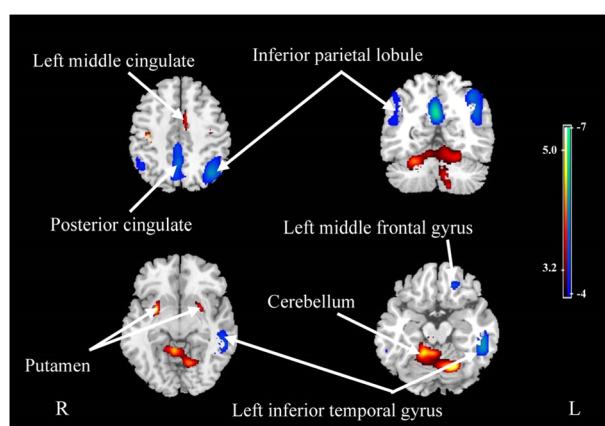 Left middle cingulate
Inferior parietal lobule
-7
5.0
3.2
-4
Posterior cingulate
Left middle frontal gyrus
Cerebellum
Putamen
Left inferior temporal gyrus
R
L